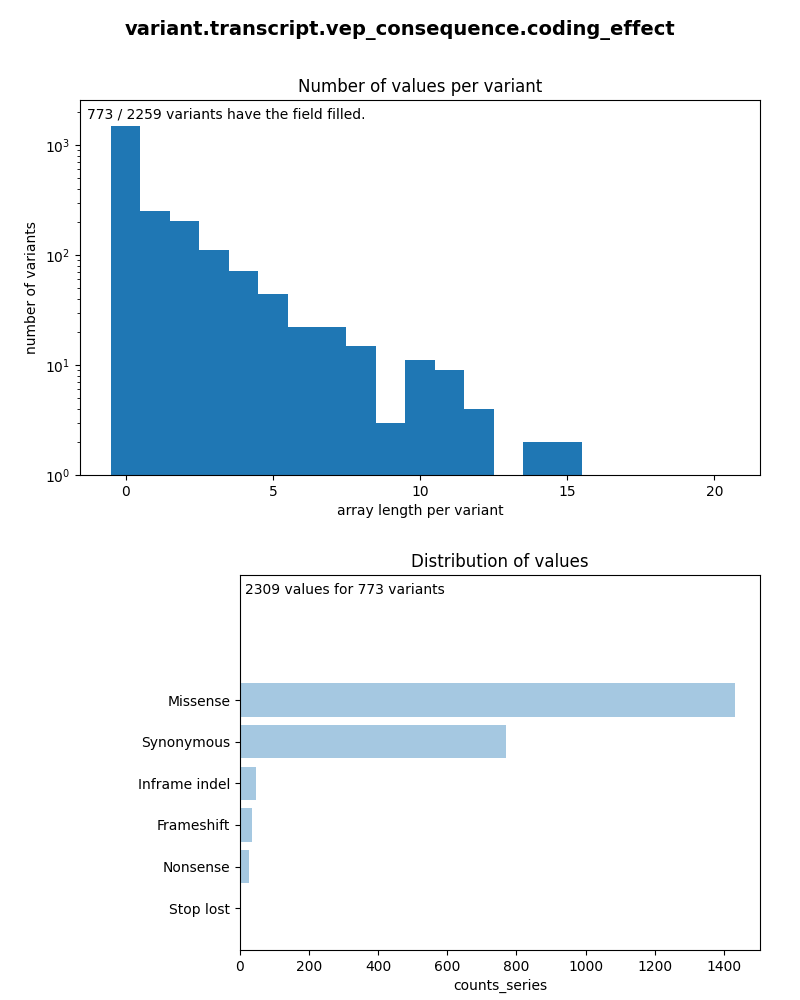 variant.transcript.vep_consequence.coding_effect
Number of values per variant
773 / 2259 variants have the field filled.
number of variants
10³
10²
10¹
10⁰
0 5 10 15 20
array length per variant
Distribution of values
2309 values for 773 variants
Missense
Synonymous
Inframe indel
Frameshift
Nonsense
Stop lost
0 200 400 600 800 1000 1200 1400
counts_series